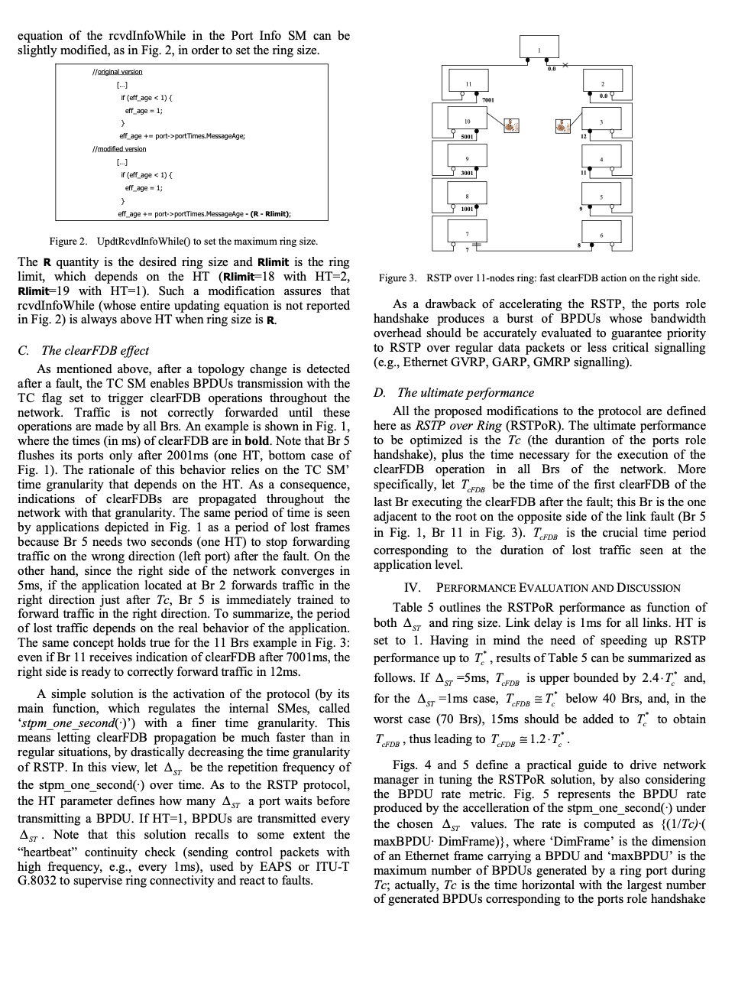 equation of the rcvdInfoWhile in the Port Info SM can be
slightly modified, as in Fig. 2, in order to set the ring size.
//original version
[...]
if (eff_age < 1) {
eff_age = 1;
}
eff_age += port->portTimes.MessageAge;
//modified version
[...]
if (eff_age < 1) {
eff_age = 1;
}
eff_age += port->portTimes.MessageAge - (R - Rlimit);
Figure 2. UpdtRcvdInfoWhile() to set the maximum ring size.
The R quantity is the desired ring size and Rlimit is the ring
limit, which depends on the HT (Rlimit=18 with HT=2,
Rlimit=19 with HT=1). Such a modification assures that
rcvdInfoWhile (whose entire updating equation is not reported
in Fig. 2) is always above HT when ring size is R.
C. The clearFDB effect
As mentioned above, after a topology change is detected
after a fault, the TC SM enables BPDUs transmission with the
TC flag set to trigger clearFDB operations throughout the
network. Traffic is not correctly forwarded until these
operations are made by all Brs. An example is shown in Fig. 1,
where the times (in ms) of clearFDB are in bold. Note that Br 5
flushes its ports only after 2001ms (one HT, bottom case of
Fig. 1). The rationale of this behavior relies on the TC SM'
time granularity that depends on the HT. As a consequence,
indications of clearFDBs are propagated throughout the
network with that granularity. The same period of time is seen
by applications depicted in Fig. 1 as a period of lost frames
because Br 5 needs two seconds (one HT) to stop forwarding
traffic on the wrong direction (left port) after the fault. On the
other hand, since the right side of the network converges in
5ms, if the application located at Br 2 forwards traffic in the
right direction just after Tc, Br 5 is immediately trained to
forward traffic in the right direction. To summarize, the period
of lost traffic depends on the real behavior of the application.
The same concept holds true for the 11 Brs example in Fig. 3:
even if Br 11 receives indication of clearFDB after 7001ms, the
right side is ready to correctly forward traffic in 12ms.
A simple solution is the activation of the protocol (by its
main function, which regulates the internal SMes, called
'stpm_one_second(·)') with a finer time granularity. This
means letting clearFDB propagation be much faster than in
regular situations, by drastically decreasing the time granularity
of RSTP. In this view, let Δ_ST be the repetition frequency of
the stpm_one_second(·) over time. As to the RSTP protocol,
the HT parameter defines how many Δ_ST a port waits before
transmitting a BPDU. If HT=1, BPDUs are transmitted every
Δ_ST. Note that this solution recalls to some extent the
"heartbeat" continuity check (sending control packets with
high frequency, e.g., every 1ms), used by EAPS or ITU-T
G.8032 to supervise ring connectivity and react to faults.
1
0.0
11
7001
2
0.0
10
5001
3
12
9
3001
4
11
8
1001
5
9
7
7
6
8
Figure 3. RSTP over 11-nodes ring: fast clearFDB action on the right side.
As a drawback of accelerating the RSTP, the ports role
handshake produces a burst of BPDUs whose bandwidth
overhead should be accurately evaluated to guarantee priority
to RSTP over regular data packets or less critical signalling
(e.g., Ethernet GVRP, GARP, GMRP signalling).
D. The ultimate performance
All the proposed modifications to the protocol are defined
here as RSTP over Ring (RSTPoR). The ultimate performance
to be optimized is the Tc (the durantion of the ports role
handshake), plus the time necessary for the execution of the
clearFDB operation in all Brs of the network. More
specifically, let T_cFDB be the time of the first clearFDB of the
last Br executing the clearFDB after the fault; this Br is the one
adjacent to the root on the opposite side of the link fault (Br 5
in Fig. 1, Br 11 in Fig. 3). T_cFDB is the crucial time period
corresponding to the duration of lost traffic seen at the
application level.
IV. PERFORMANCE EVALUATION AND DISCUSSION
Table 5 outlines the RSTPoR performance as function of
both Δ_ST and ring size. Link delay is 1ms for all links. HT is
set to 1. Having in mind the need of speeding up RSTP
performance up to T_c^*, results of Table 5 can be summarized as
follows. If Δ_ST =5ms, T_cFDB is upper bounded by 2.4·T_c^* and,
for the Δ_ST =1ms case, T_cFDB ≅ T_c^* below 40 Brs, and, in the
worst case (70 Brs), 15ms should be added to T_c^* to obtain
T_cFDB, thus leading to T_cFDB ≅ 1.2·T_c^*.
Figs. 4 and 5 define a practical guide to drive network
manager in tuning the RSTPoR solution, by also considering
the BPDU rate metric. Fig. 5 represents the BPDU rate
produced by the accelleration of the stpm_one_second(·) under
the chosen Δ_ST values. The rate is computed as {(1/Tc)·(
maxBPDU· DimFrame)}, where 'DimFrame' is the dimension
of an Ethernet frame carrying a BPDU and 'maxBPDU' is the
maximum number of BPDUs generated by a ring port during
Tc; actually, Tc is the time horizontal with the largest number
of generated BPDUs corresponding to the ports role handshake